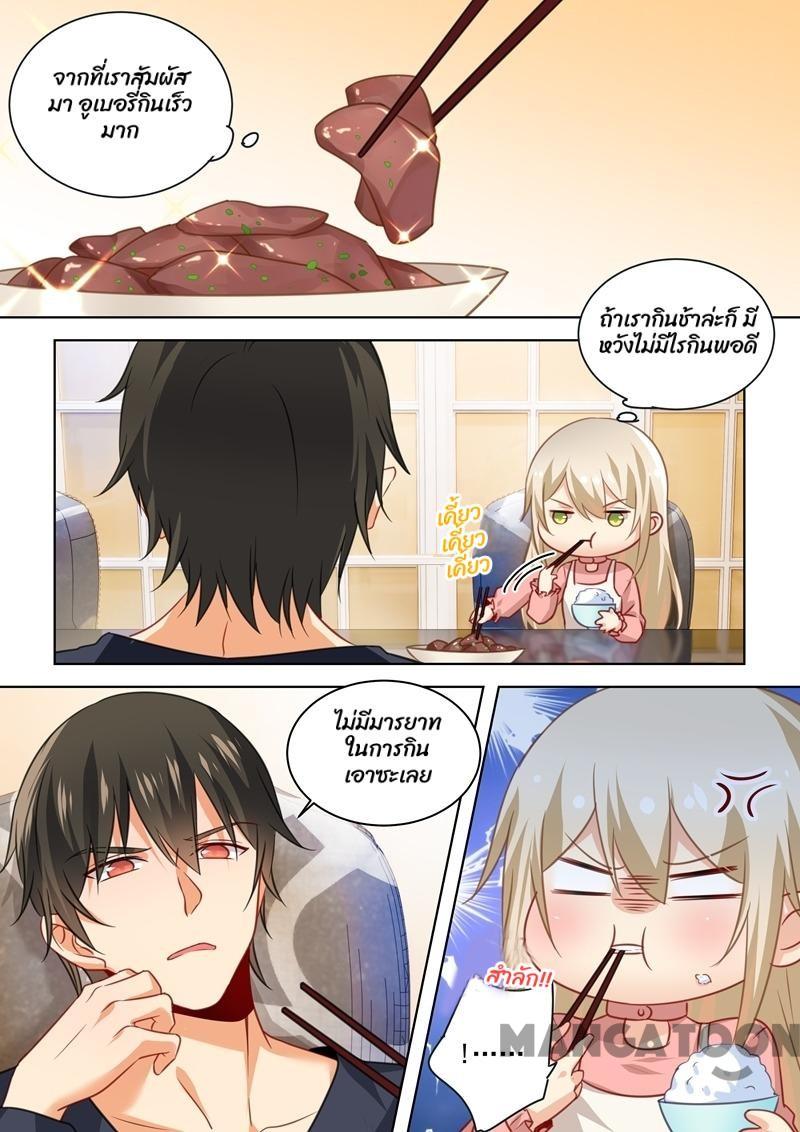 จากที่เราสัมผัส
มา อูเบอรี่กินเร็ว
มาก
ถ้าเรากินช้าล่ะก็ มี
หวังไม่มีไรกินพอดี
เคี้ยว
เคี้ยว
เคี้ยว
ไม่มีมารยาท
ในการกิน
เอาซะเลย
สำลัก!!
!.......
MANGATOON